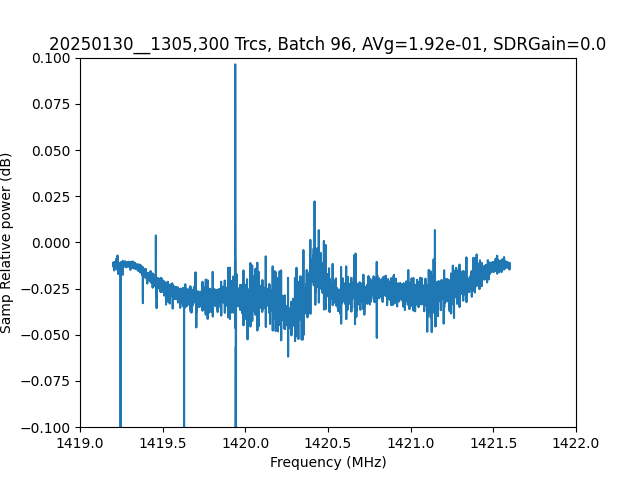 20250130__1305,300 Trcs, Batch 96, AVg=1.92e-01, SDRGain=0.0
0.100
0.075
0.050
0.025
0.000
−0.025
−0.050
−0.075
−0.100
Samp Relative power (dB)
1419.0 1419.5 1420.0 1420.5 1421.0 1421.5 1422.0
Frequency (MHz)